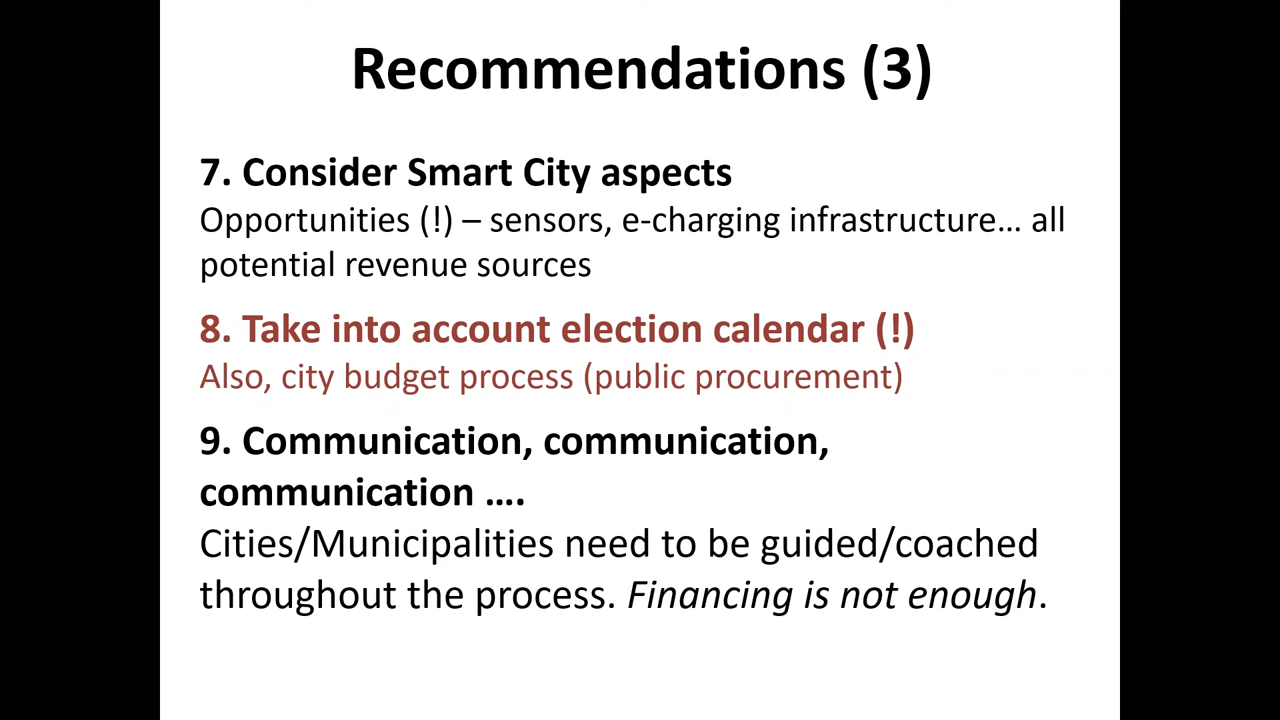 Recommendations (3)
7. Consider Smart City aspects
Opportunities (!) – sensors, e-charging infrastructure… all
potential revenue sources
8. Take into account election calendar (!)
Also, city budget process (public procurement)
9. Communication, communication,
communication ….
Cities/Municipalities need to be guided/coached
throughout the process. Financing is not enough.